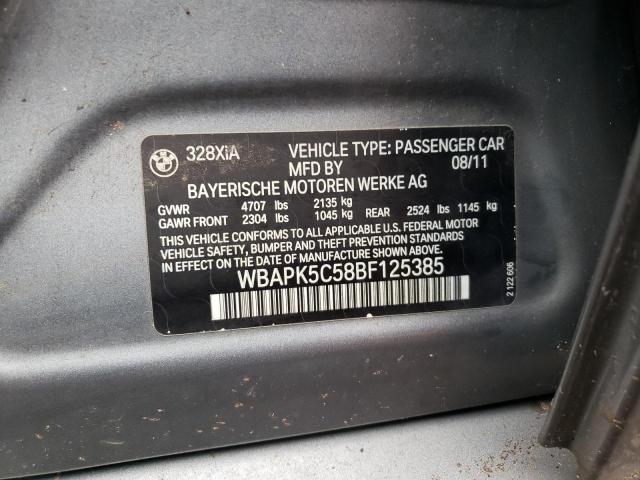 BMW
328XiA VEHICLE TYPE: PASSENGER CAR
MFD BY 08/11
BAYERISCHE MOTOREN WERKE AG
GVWR 4707 lbs 2135 kg
GAWR FRONT 2304 lbs 1045 kg REAR 2524 lbs 1145 kg
THIS VEHICLE CONFORMS TO ALL APPLICABLE U.S. FEDERAL MOTOR
VEHICLE SAFETY, BUMPER AND THEFT PREVENTION STANDARDS
IN EFFECT ON THE DATE OF MANUFACTURE SHOWN ABOVE.
WBAPK5C58BF125385
2 122 606